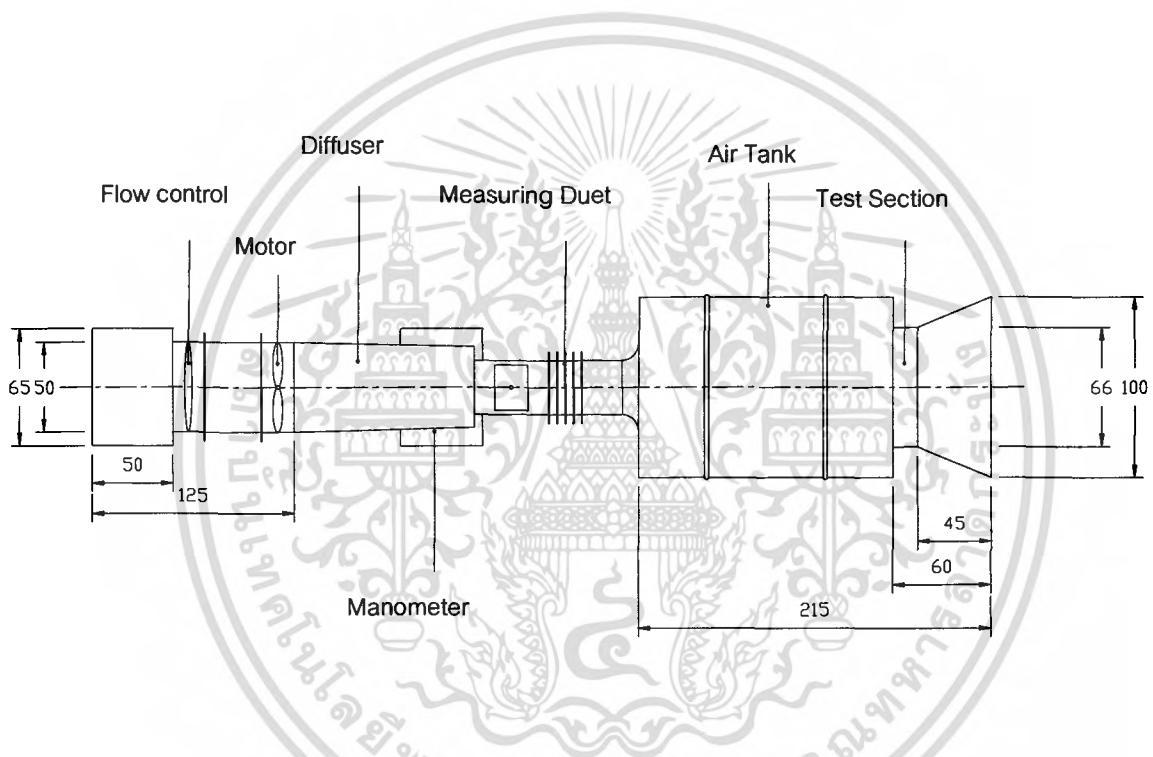 Diffuser
Air Tank
Flow control
Measuring Duet
Test Section
Motor
65
50
66
100
50
125
45
60
215
Manometer